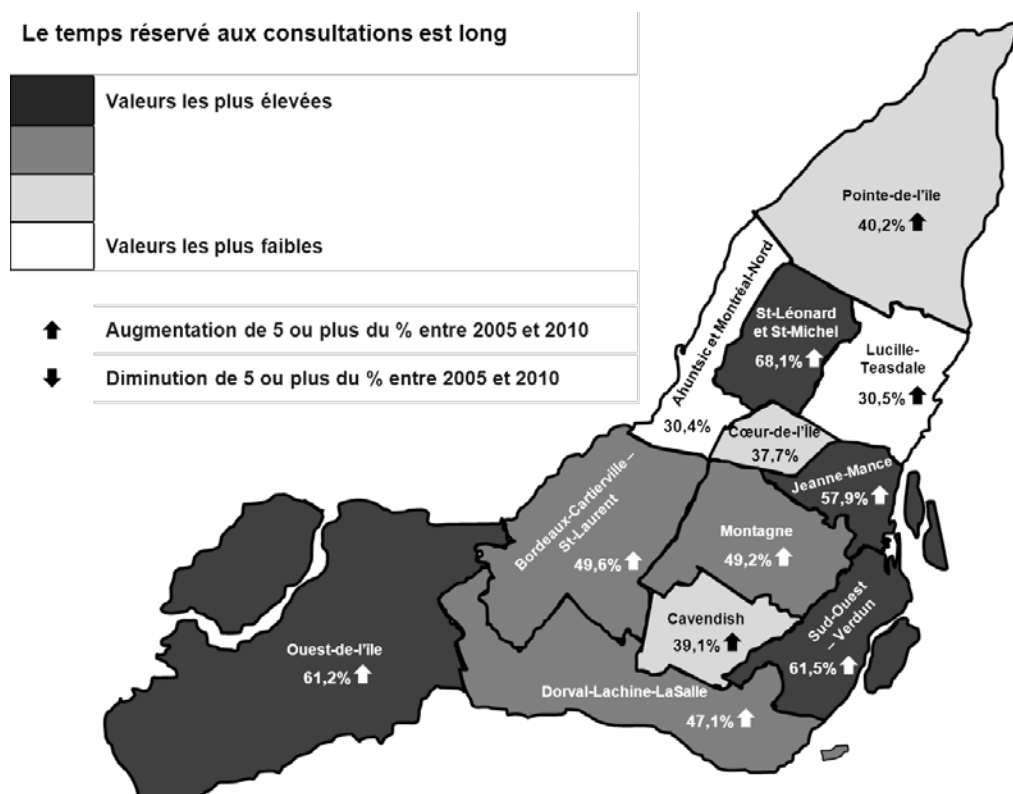 Le temps réservé aux consultations est long
Valeurs les plus élevées
Valeurs les plus faibles
Augmentation de 5 ou plus du % entre 2005 et 2010
Diminution de 5 ou plus du % entre 2005 et 2010
Pointe-de-l'île
40,2%
Ahuntsic et Montréal-Nord
30,4%
St-Léonard
et St-Michel
68,1%
Lucille-
Teasdale
30,5%
Cœur-de-l'Île
37,7%
Jeanne-Mance
57,9%
Bordeaux-Cartierville –
St-Laurent
49,6%
Montagne
49,2%
Cavendish
39,1%
Sud-Ouest
– Verdun
61,5%
Ouest-de-l'île
61,2%
Dorval-Lachine-LaSalle
47,1%